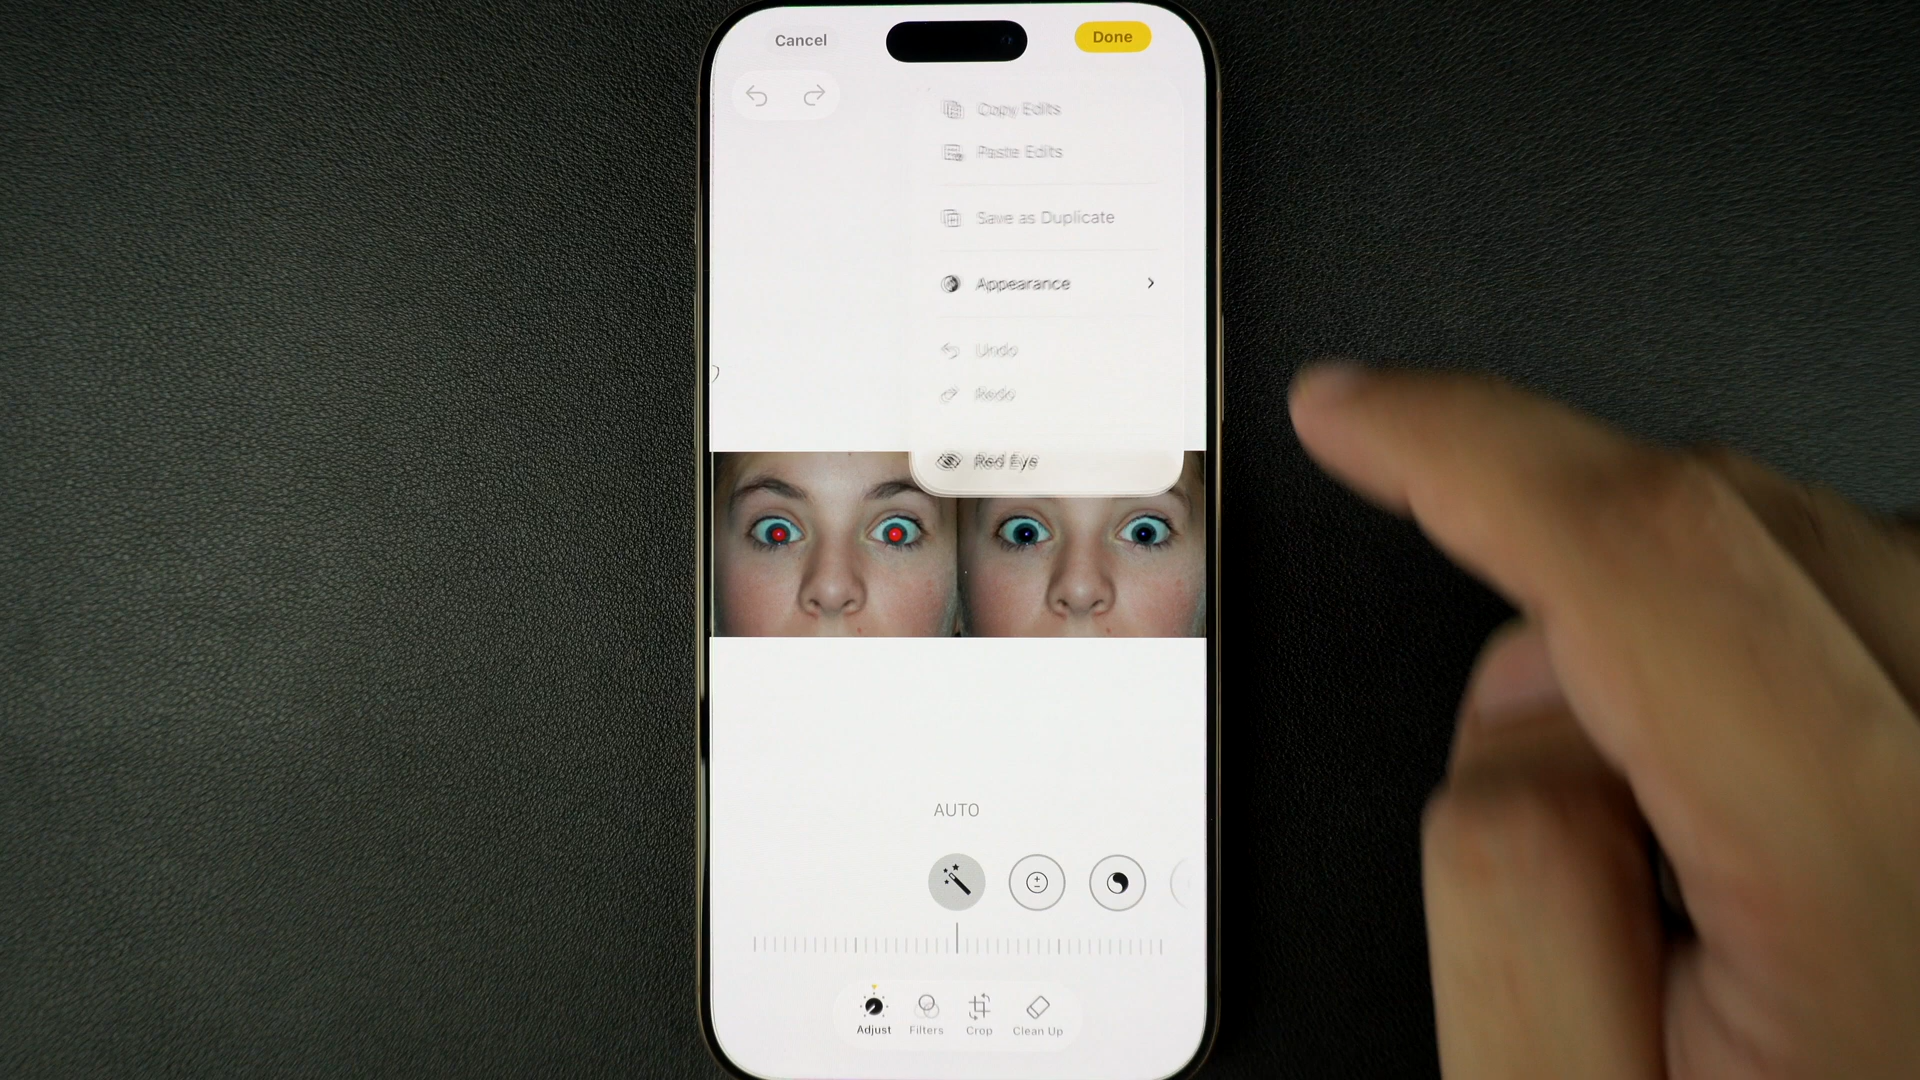 Cancel
Done
Copy Edits
Paste Edits
Save as Duplicate
Appearance
Undo
Redo
Red Eye
AUTO
Adjust
Filters
Crop
Clean Up